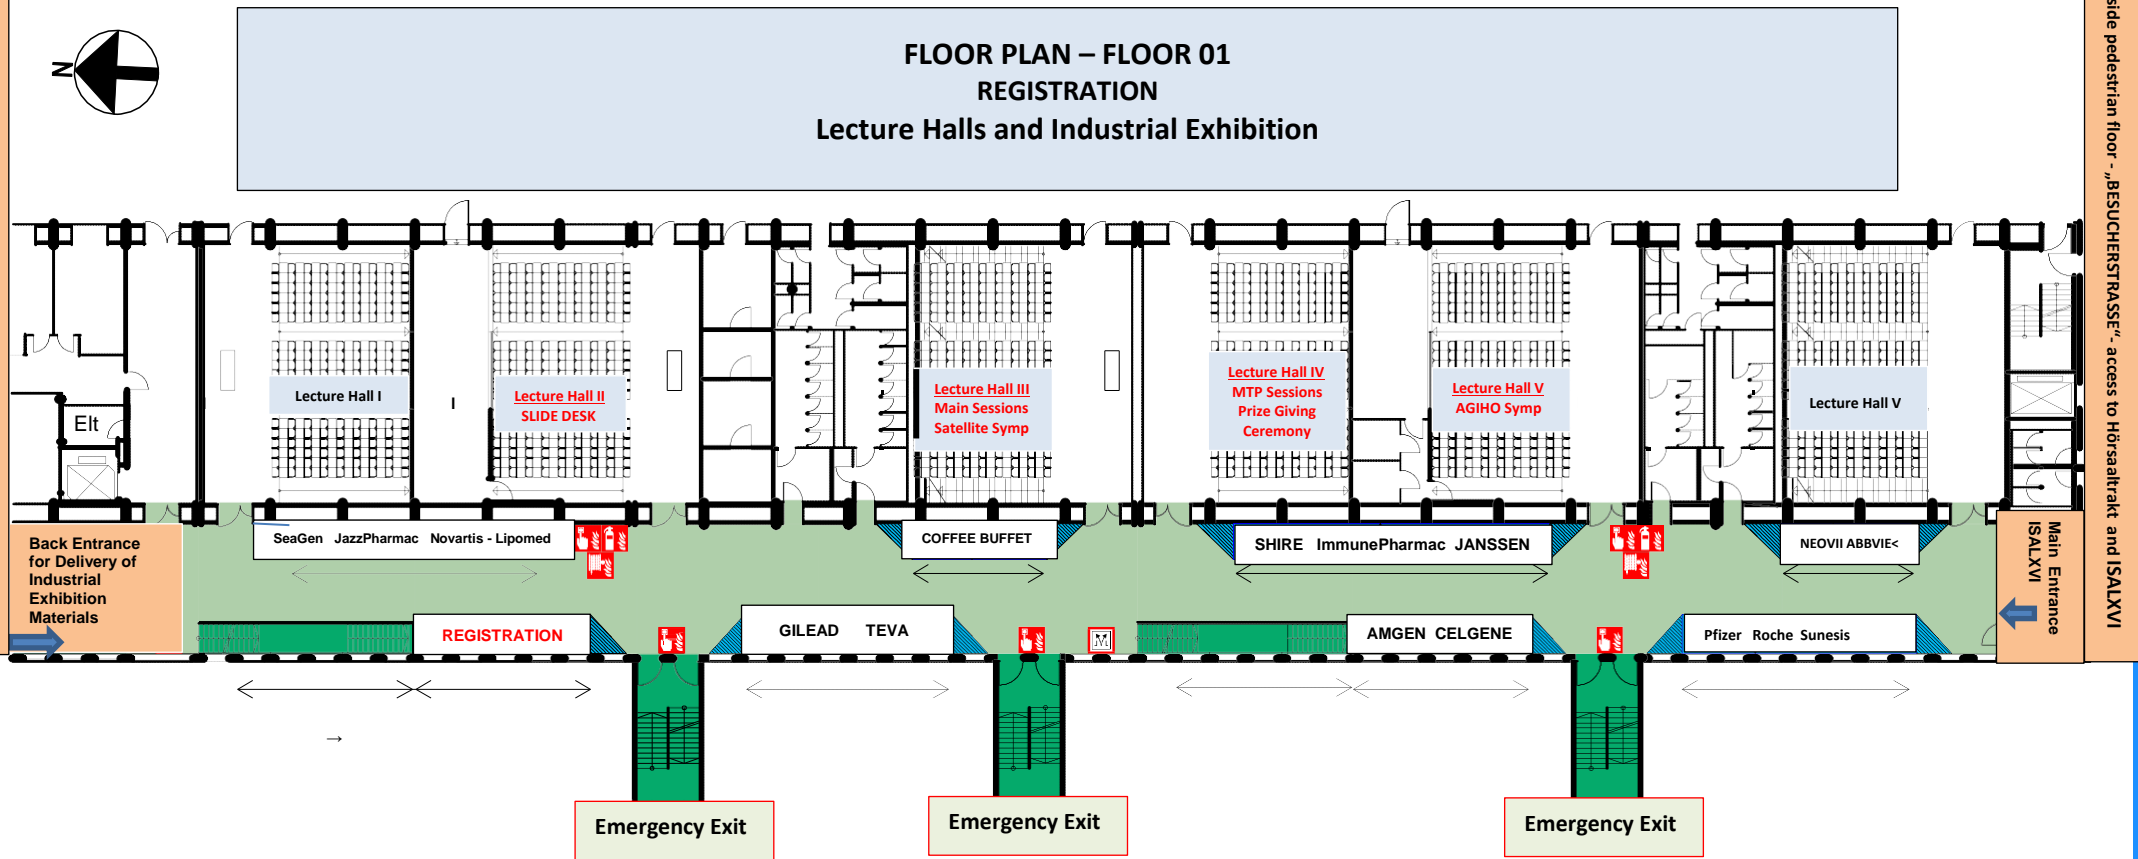 FLOOR PLAN – FLOOR 01
REGISTRATION
Lecture Halls and Industrial Exhibition
N
side pedestrian floor - „BESUCHERSTRASSE“- access to Hörsaaltrakt and ISALXVI
Elt
Lecture Hall I
I
Lecture Hall II
SLIDE DESK
Lecture Hall III
Main Sessions
Satellite Symp
Lecture Hall IV
MTP Sessions
Prize Giving
Ceremony
Lecture Hall V
AGIHO Symp
Lecture Hall V
Back Entrance
for Delivery of
Industrial
Exhibition
Materials
SeaGen JazzPharmac Novartis - Lipomed
COFFEE BUFFET
SHIRE ImmunePharmac JANSSEN
NEOVII ABBVIE<
Main Entrance
ISALXVI
REGISTRATION
GILEAD TEVA
AMGEN CELGENE
Pfizer Roche Sunesis
Emergency Exit
Emergency Exit
Emergency Exit